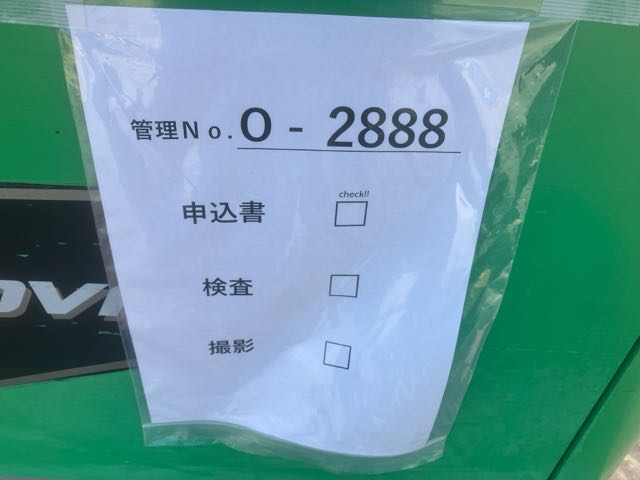 管理No. O - 2888
check!!
申込書 □
検査 □
撮影 □